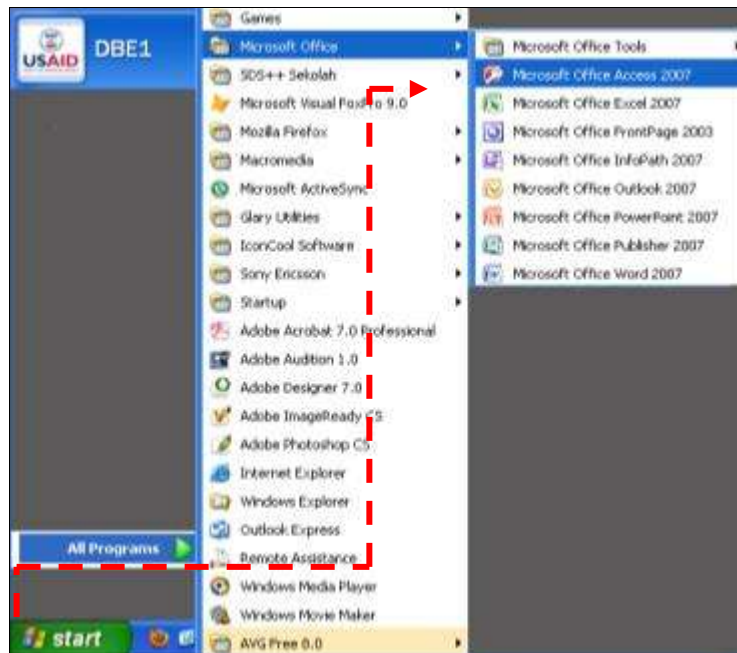 USAID
DBE1
All Programs
start
Games
Microsoft Office
SDS++ Sekolah
Microsoft Visual FoxPro 9.0
Mozilla Firefox
Macromedia
Microsoft ActiveSync
Glary Utilities
IconCool Software
Sony Ericsson
Startup
Adobe Acrobat 7.0 Professional
Adobe Audition 1.0
Adobe Designer 7.0
Adobe ImageReady CS
Adobe Photoshop CS
Internet Explorer
Windows Explorer
Outlook Express
Remote Assistance
Windows Media Player
Windows Movie Maker
AVG Free 8.0
Microsoft Office Tools
Microsoft Office Access 2007
Microsoft Office Excel 2007
Microsoft Office FrontPage 2003
Microsoft Office InfoPath 2007
Microsoft Office Outlook 2007
Microsoft Office PowerPoint 2007
Microsoft Office Publisher 2007
Microsoft Office Word 2007